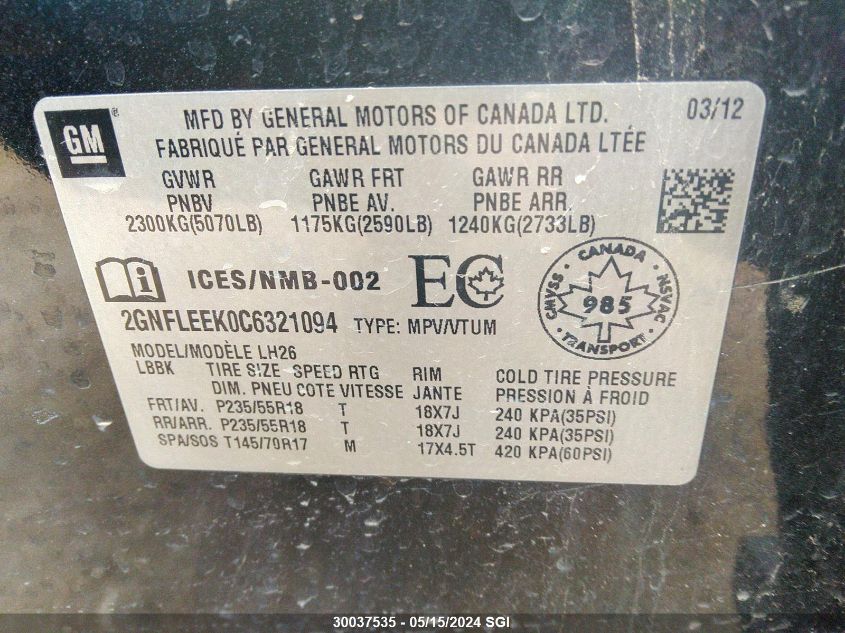 GM
MFD BY GENERAL MOTORS OF CANADA LTD. 03/12
FABRIQUÉ PAR GENERAL MOTORS DU CANADA LTÉE
GVWR GAWR FRT GAWR RR
PNBV PNBE AV. PNBE ARR.
2300KG(5070LB) 1175KG(2590LB) 1240KG(2733LB)
i ICES/NMB-002 EC
CANADA
CMVSS 985 NSVAC
TRANSPORT
2GNFLEEK0C6321094 TYPE: MPV/VTUM
MODEL/MODÈLE LH26
LBBK TIRE SIZE SPEED RTG RIM COLD TIRE PRESSURE
DIM. PNEU COTE VITESSE JANTE PRESSION À FROID
FRT/AV. P235/55R18 T 18X7J 240 KPA(35PSI)
RR/ARR. P235/55R18 T 18X7J 240 KPA(35PSI)
SPA/SOS T145/70R17 M 17X4.5T 420 KPA(60PSI)
30037535 - 05/15/2024 SGI